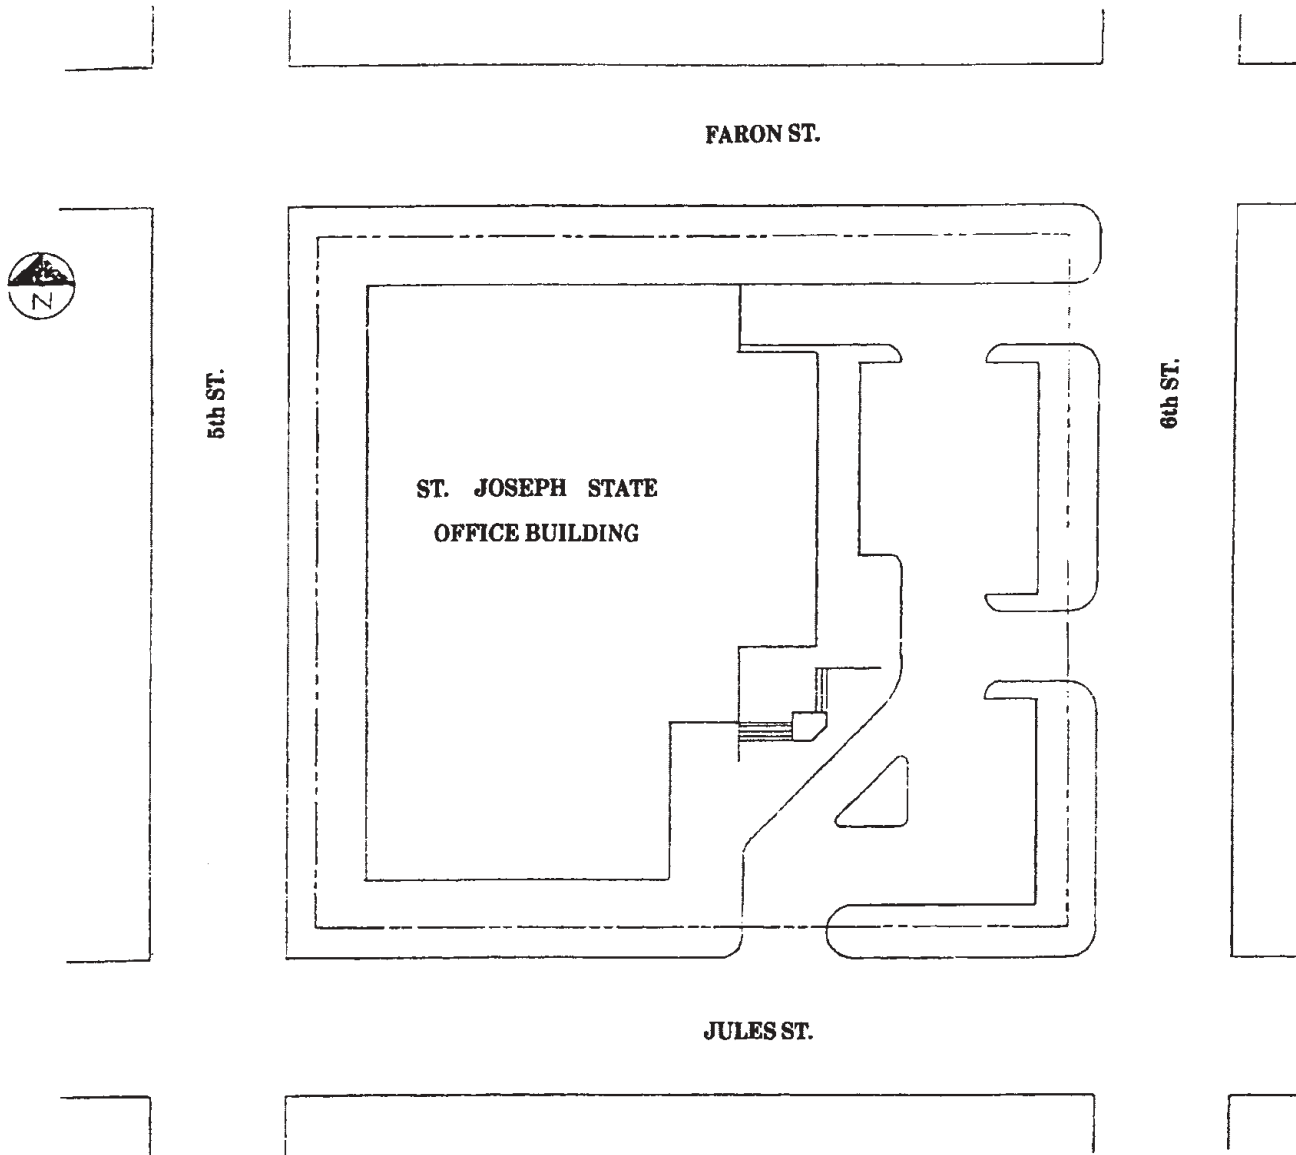 FARON ST.
5th ST.
6th ST.
ST. JOSEPH STATE
OFFICE BUILDING
JULES ST.
N